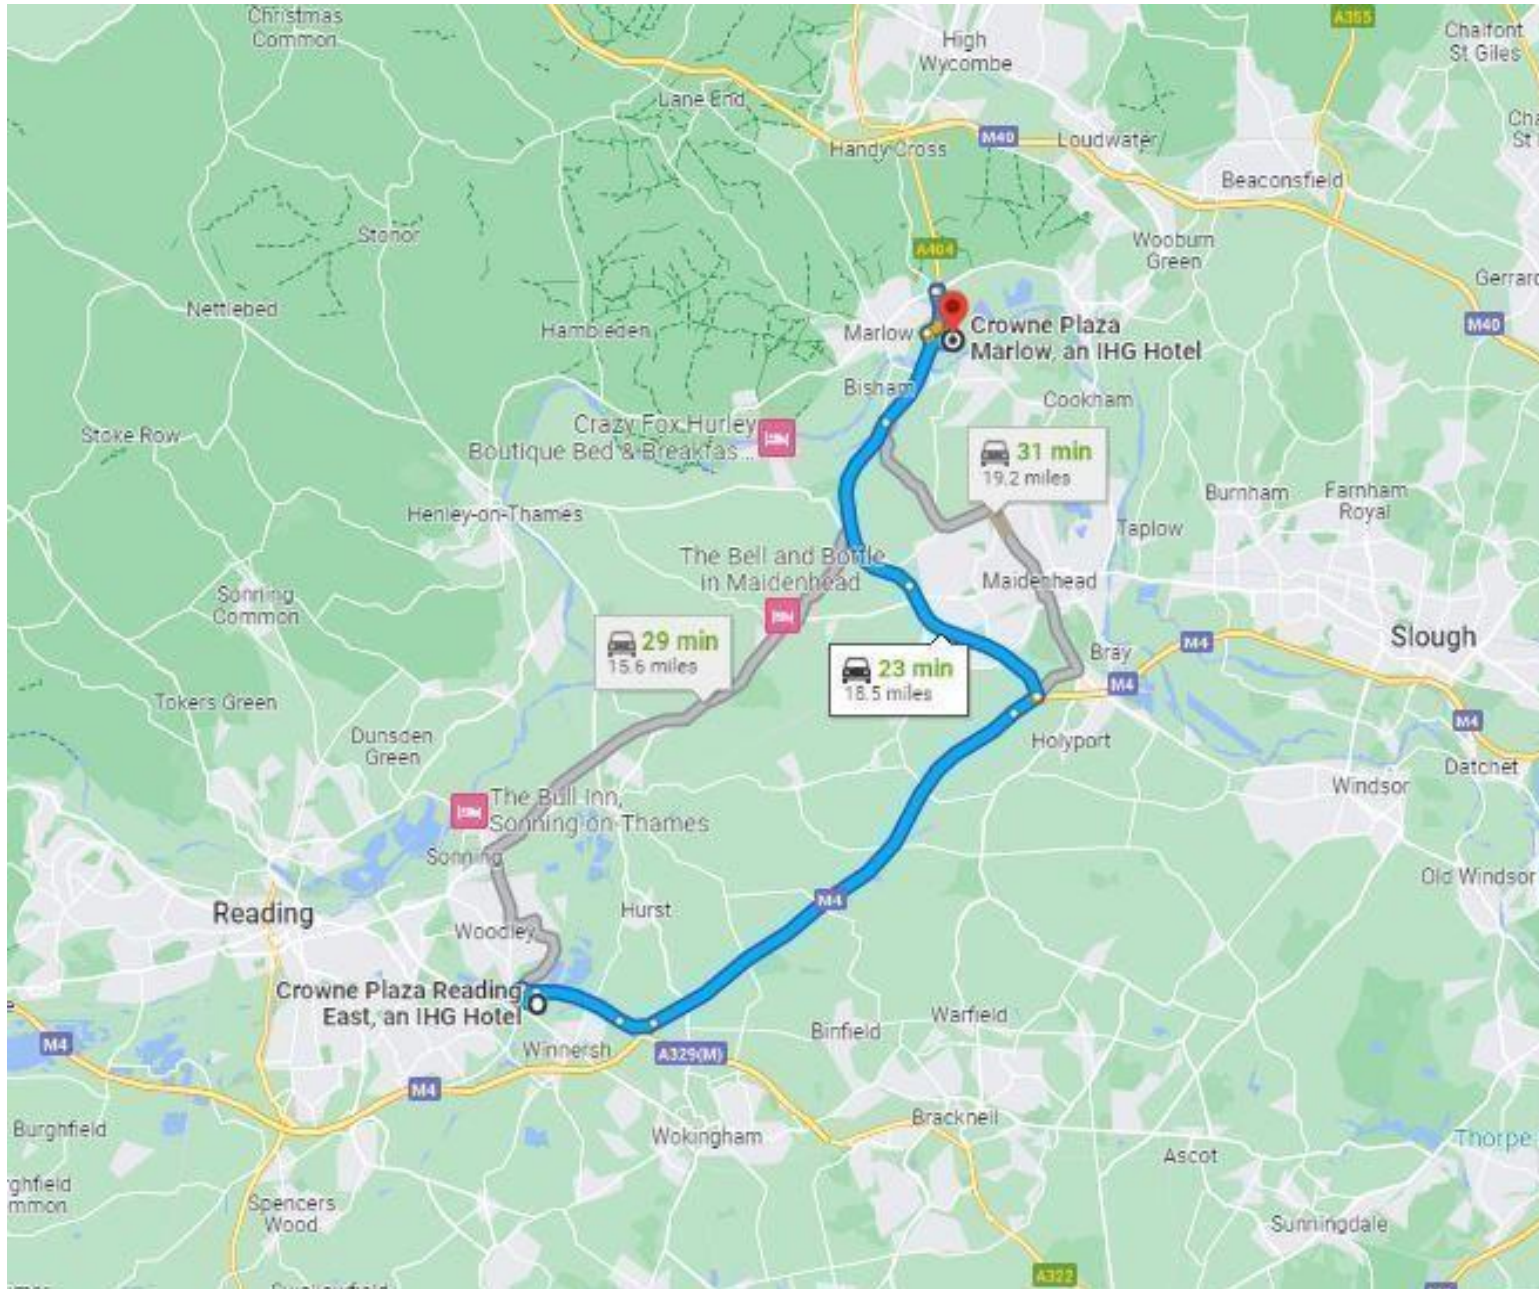 Christmas
Common
A355
Chalfont
St Giles
High
Wycombe
Lane End
M40
Loudwater
Handy Cross
Beaconsfield
Stonor
A404
Wooburn
Green
Nettlebed
Hambleden
Marlow
Crowne Plaza
Marlow, an IHG Hotel
M40
Bisham
Cookham
Stoke Row
Crazy Fox Hurley
Boutique Bed & Breakfas...
31 min
19.2 miles
Burnham
Farnham
Royal
Henley-on-Thames
Taplow
The Bell and Bottle
in Maidenhead
Maidenhead
Sonning
Common
29 min
15.6 miles
23 min
18.5 miles
Bray
M4
Slough
M4
M4
Tokers Green
Dunsden
Green
Holyport
Windsor
Datchet
The Bull Inn,
Sonning-on-Thames
Sonning
Old Windsor
M4
Reading
Hurst
Woodley
Crowne Plaza Reading
East, an IHG Hotel
Binfield
Warfield
M4
Winnersh
A329(M)
M4
Burghfield
Wokingham
Bracknell
Ascot
Thorpe
Spencers
Wood
Sunningdale
A322